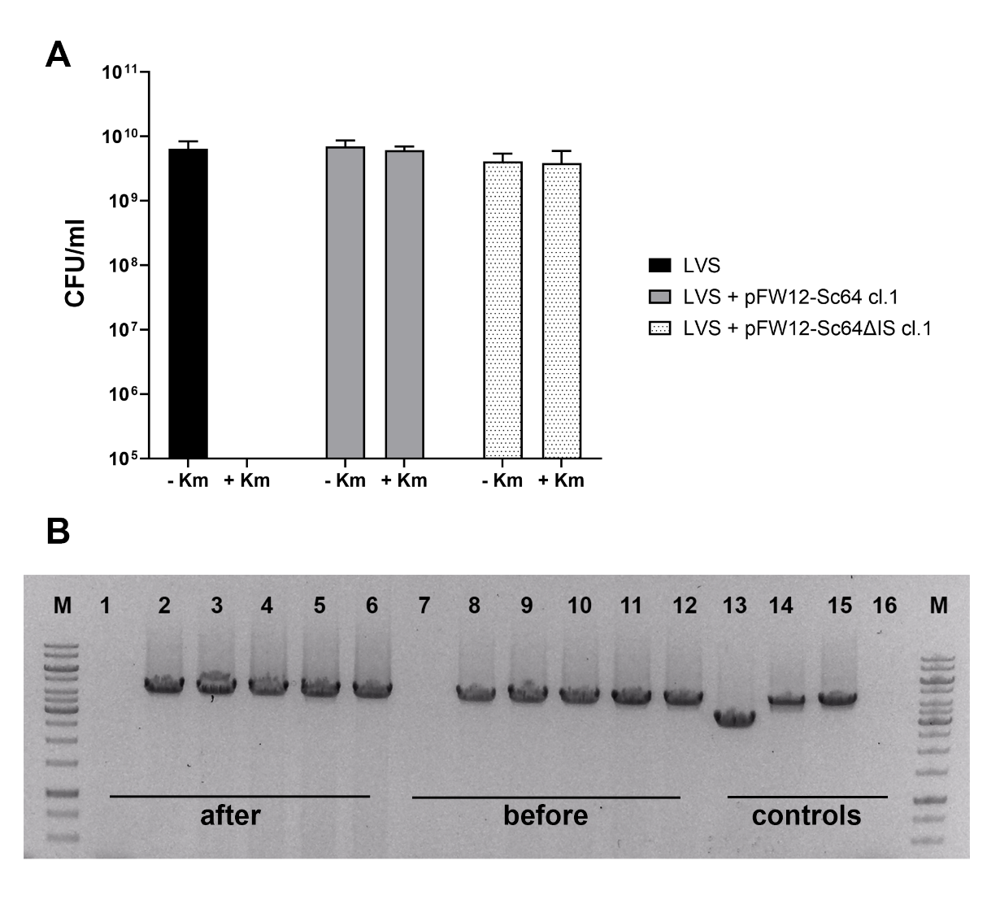 A
10¹¹
10¹⁰
10⁹
10⁸
10⁷
10⁶
10⁵
CFU/ml
- Km + Km - Km + Km - Km + Km
LVS
LVS + pFW12-Sc64 cl.1
LVS + pFW12-Sc64ΔIS cl.1
B
M 1 2 3 4 5 6 7 8 9 10 11 12 13 14 15 16 M
after before controls